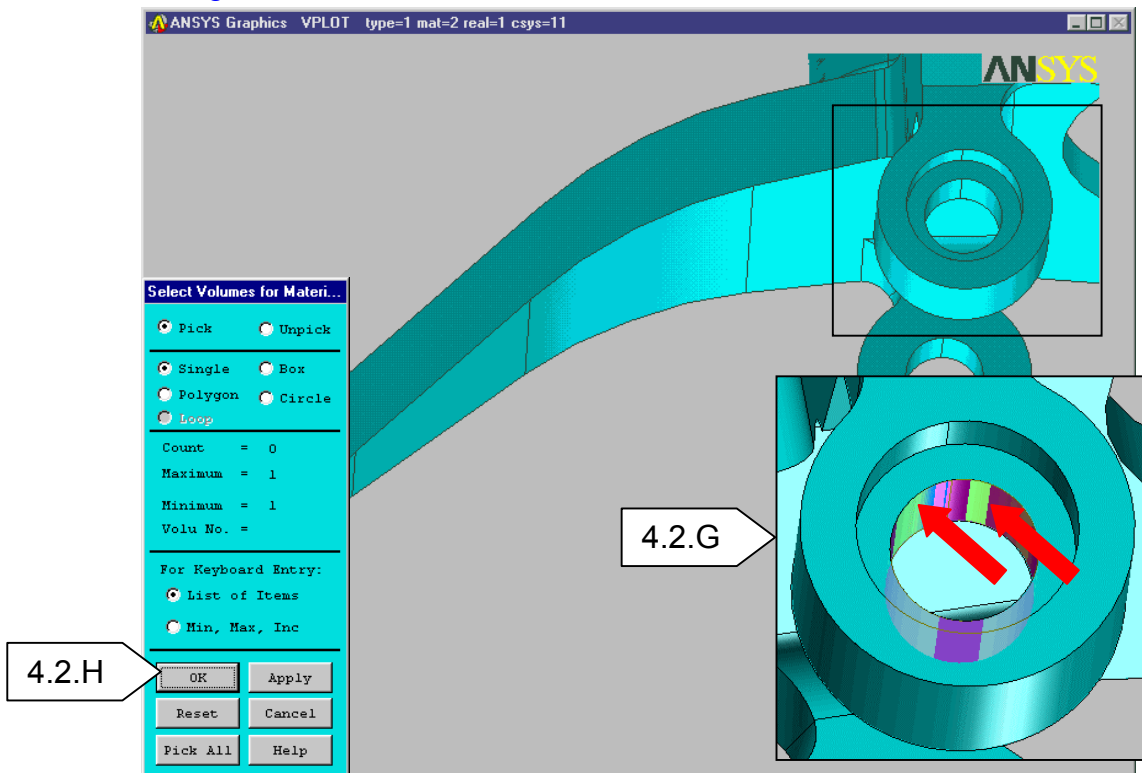 ANSYS Graphics VPLOT type=1 mat=2 real=1 csys=11
ANSYS
Select Volumes for Materi...
Pick Unpick
Single Box
Polygon Circle
Loop
Count = 0
Maximum = 1
Minimum = 1
Volu No. =
For Keyboard Entry:
List of Items
Min, Max, Inc
OK Apply
Reset Cancel
Pick All Help
4.2.G
4.2.H